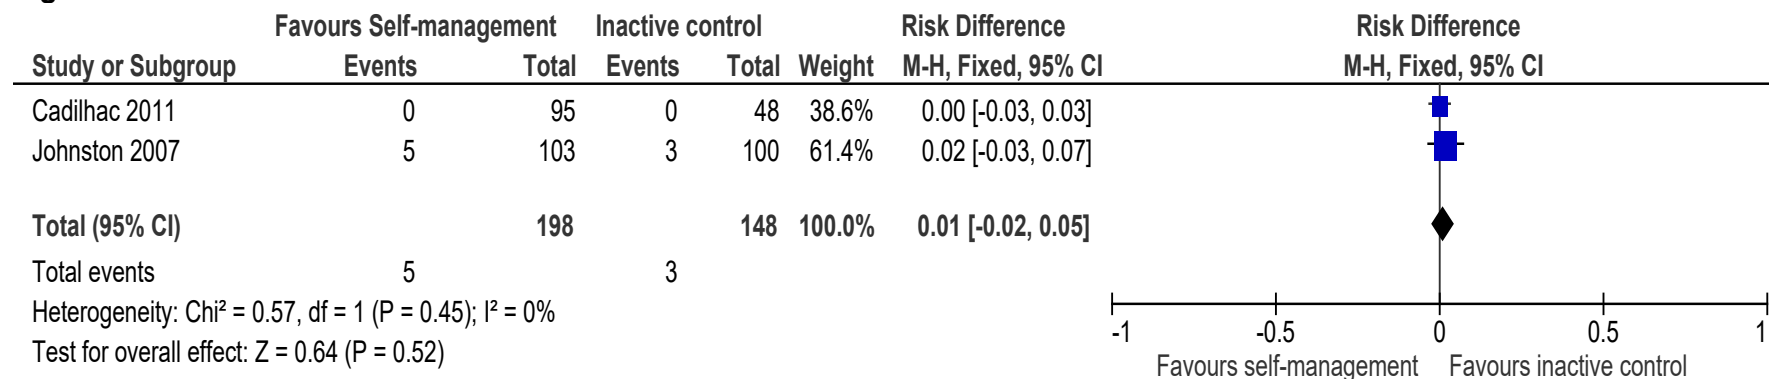 Favours Self-management Inactive control Risk Difference Risk Difference
Study or Subgroup Events Total Events Total Weight M-H, Fixed, 95% CI M-H, Fixed, 95% CI
Cadilhac 2011 0 95 0 48 38.6% 0.00 [-0.03, 0.03]
Johnston 2007 5 103 3 100 61.4% 0.02 [-0.03, 0.07]
Total (95% CI) 198 148 100.0% 0.01 [-0.02, 0.05]
Total events 5 3
Heterogeneity: Chi² = 0.57, df = 1 (P = 0.45); I² = 0%
Test for overall effect: Z = 0.64 (P = 0.52)
-1 -0.5 0 0.5 1
Favours self-management Favours inactive control